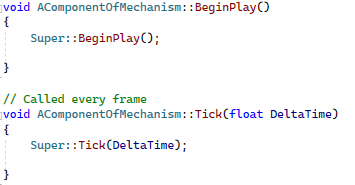 void AComponentOfMechanism::BeginPlay()
{
    Super::BeginPlay();
}
// Called every frame
void AComponentOfMechanism::Tick(float DeltaTime)
{
    Super::Tick(DeltaTime);
}